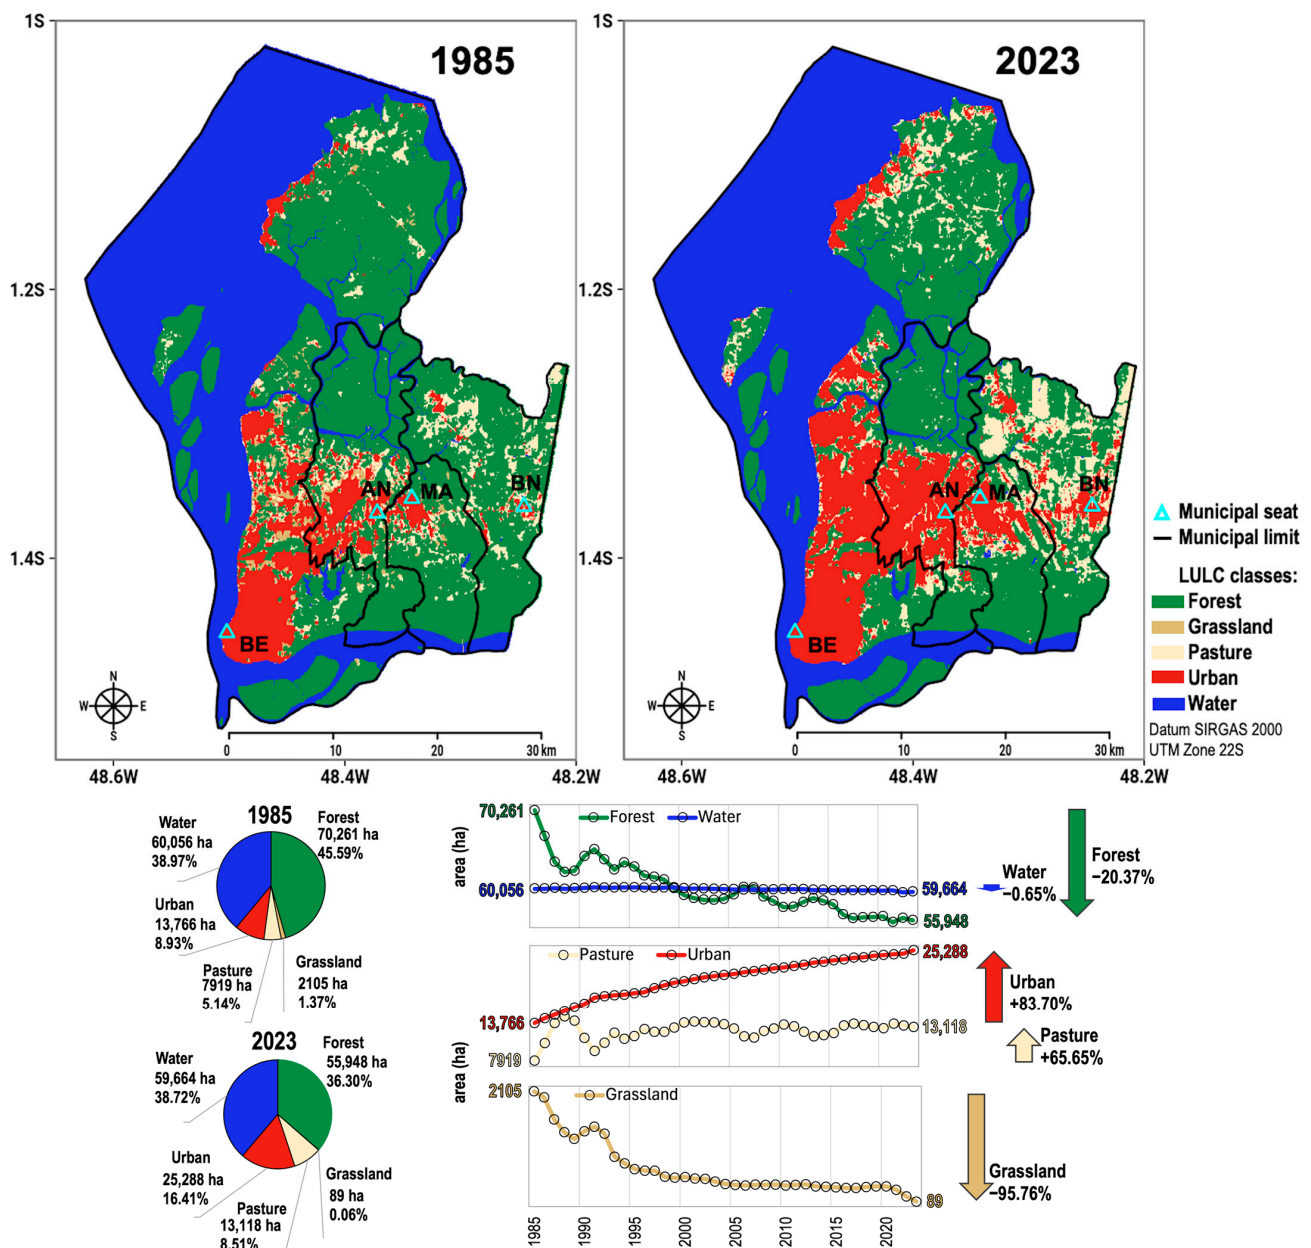 1S
1985
1.2S
1.4S
AN
MA
BN
BE
N
W
E
S
0
10
20
30 km
48.6W
48.4W
48.2W
1S
2023
1.2S
1.4S
AN
MA
BN
BE
N
W
E
S
0
10
20
30 km
48.6W
48.4W
48.2W
Municipal seat
Municipal limit
LULC classes:
Forest
Grassland
Pasture
Urban
Water
Datum SIRGAS 2000
UTM Zone 22S
1985
Water
60,056 ha
38.97%
Forest
70,261 ha
45.59%
Urban
13,766 ha
8.93%
Pasture
7919 ha
5.14%
Grassland
2105 ha
1.37%
2023
Water
59,664 ha
38.72%
Forest
55,948 ha
36.30%
Urban
25,288 ha
16.41%
Pasture
13,118 ha
8.51%
Grassland
89 ha
0.06%
area (ha)
70,261
60,056
Forest
Water
59,664
55,948
Water
−0.65%
Forest
−20.37%
Pasture
Urban
13,766
7919
25,288
13,118
Urban
+83.70%
Pasture
+65.65%
area (ha)
2105
Grassland
89
Grassland
−95.76%
1985
1990
1995
2000
2005
2010
2015
2020